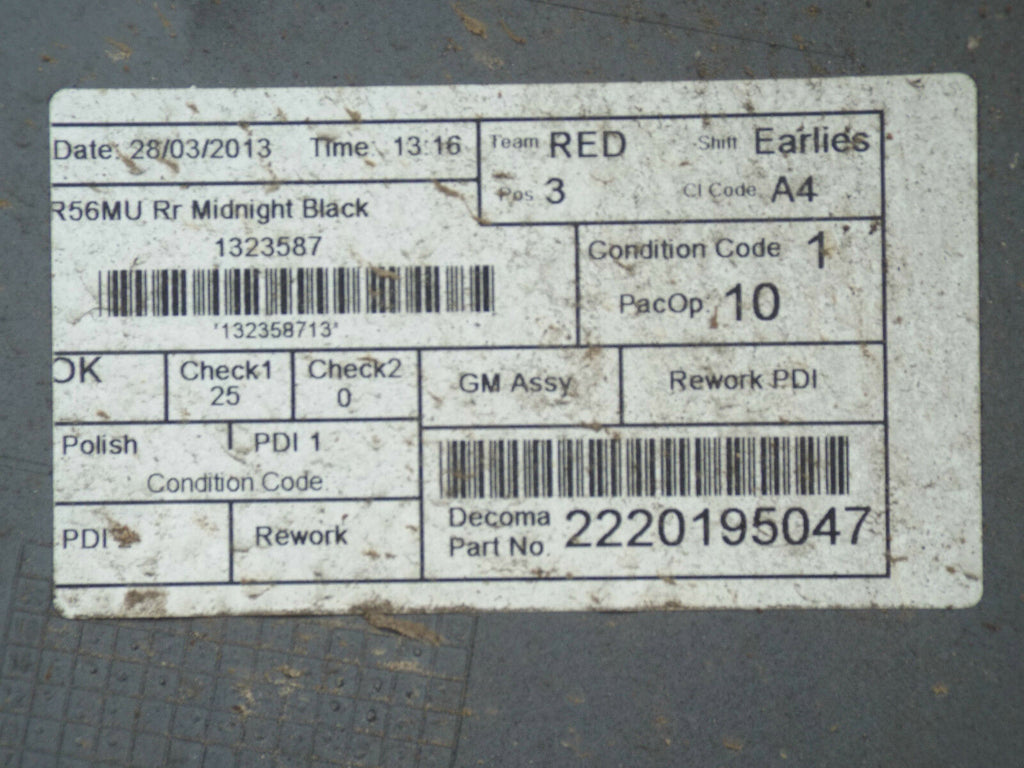 Date: 28/03/2013 Time: 13:16
Team RED Shift Earlies
Pos 3 CI Code A4
R56MU Rr Midnight Black
1323587
*132358713*
Condition Code 1
PacOp 10
OK
Check1
25
Check2
0
GM Assy
Rework PDI
Polish
PDI 1
Condition Code
PDI
Rework
Decoma
Part No. 2220195047